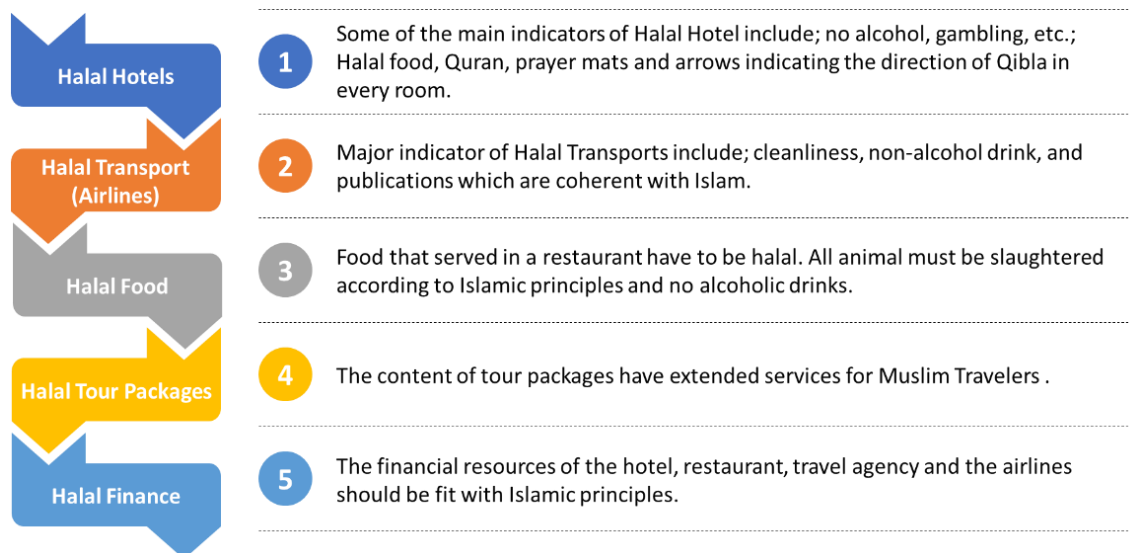 Halal Hotels
1
Some of the main indicators of Halal Hotel include; no alcohol, gambling, etc.;
Halal food, Quran, prayer mats and arrows indicating the direction of Qibla in
every room.
Halal Transport
(Airlines)
2
Major indicator of Halal Transports include; cleanliness, non-alcohol drink, and
publications which are coherent with Islam.
Halal Food
3
Food that served in a restaurant have to be halal. All animal must be slaughtered
according to Islamic principles and no alcoholic drinks.
Halal Tour Packages
4
The content of tour packages have extended services for Muslim Travelers .
Halal Finance
5
The financial resources of the hotel, restaurant, travel agency and the airlines
should be fit with Islamic principles.